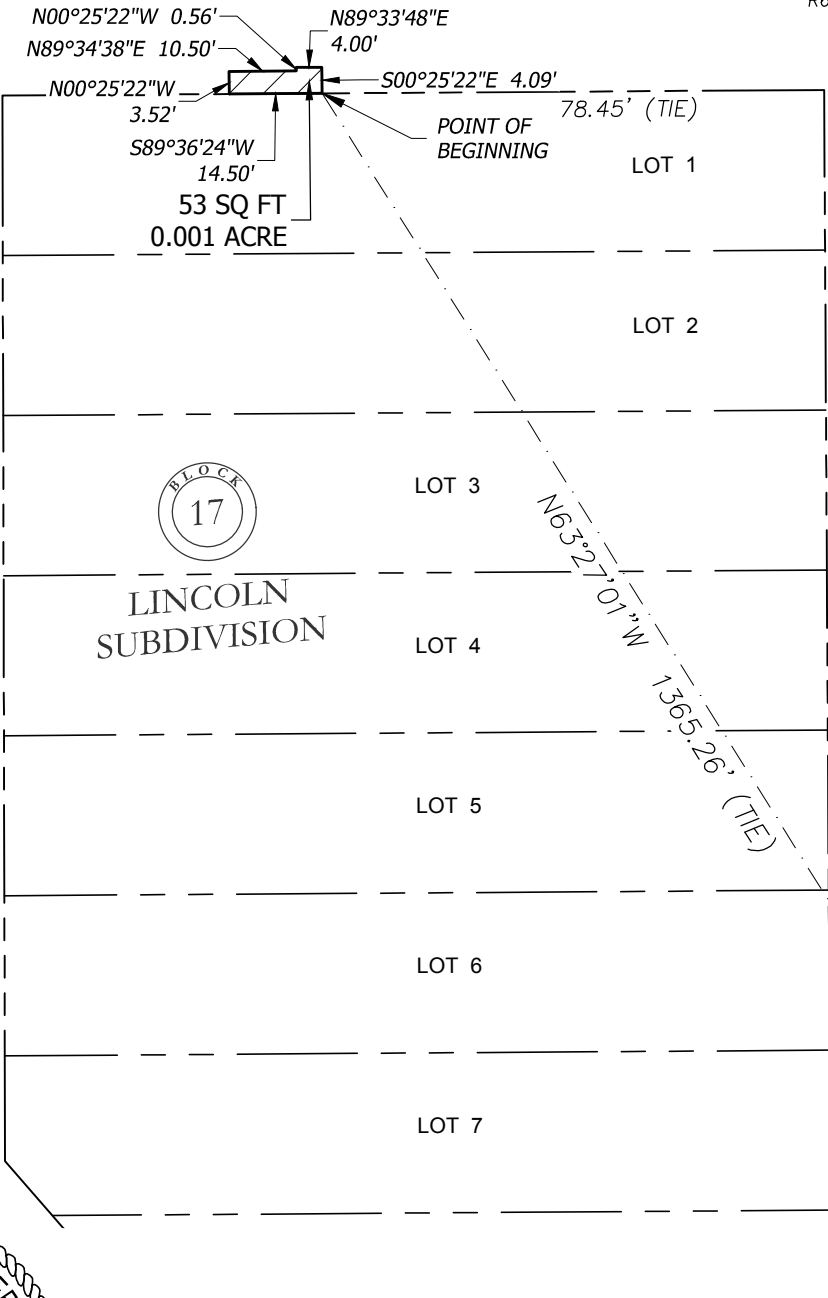 N00°25'22"W 0.56'
N89°33'48"E
4.00'
N89°34'38"E 10.50'
N00°25'22"W
3.52'
S00°25'22"E 4.09'
78.45' (TIE)
S89°36'24"W
14.50'
POINT OF
BEGINNING
53 SQ FT
0.001 ACRE
LOT 1
LOT 2
LOT 3
BLOCK
17
LINCOLN
SUBDIVISION
N63°27'01"W 1365.26' (TIE)
LOT 4
LOT 5
LOT 6
LOT 7